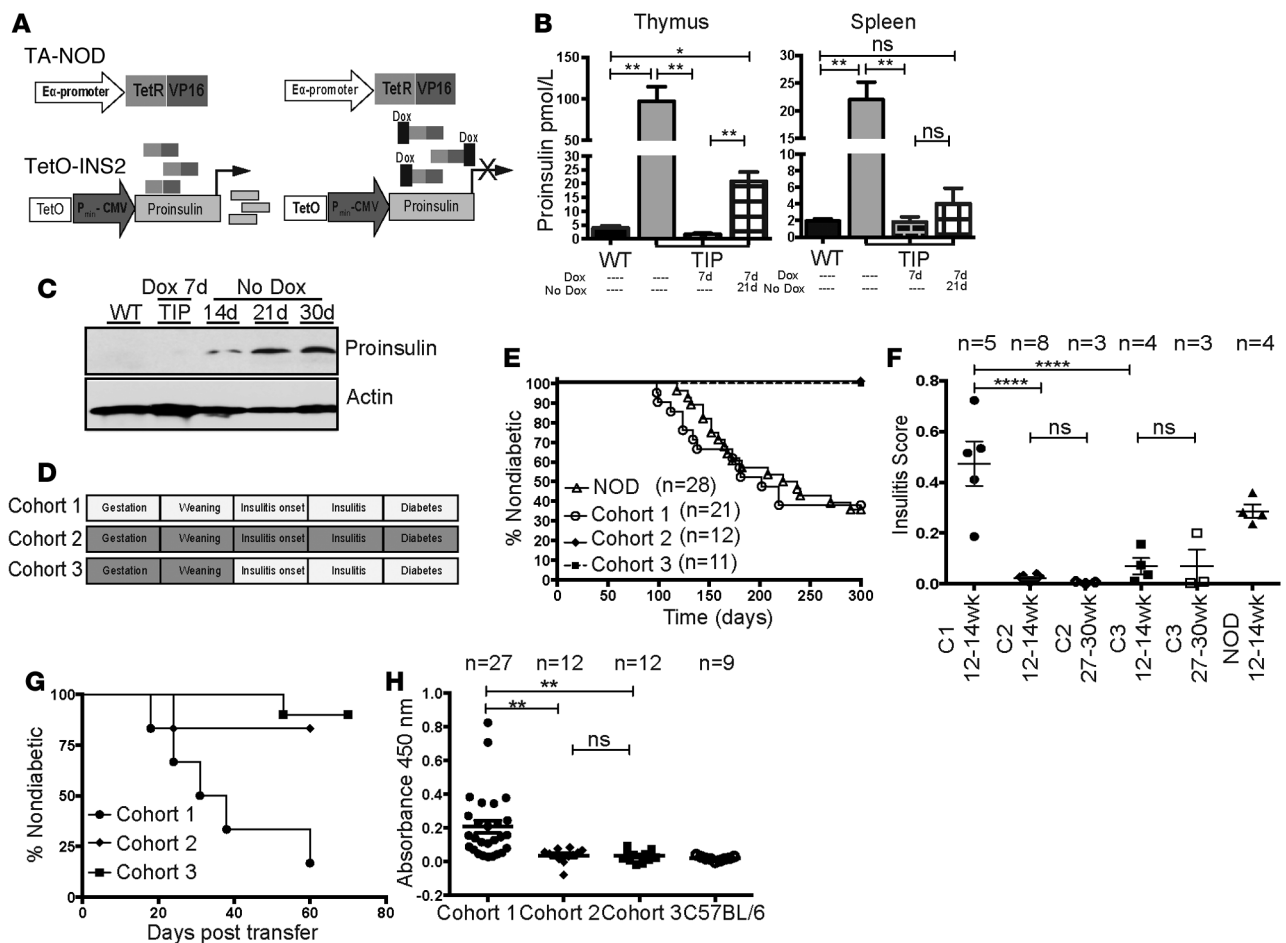 A
TA-NOD
Eα-promoter
TetR
VP16
Eα-promoter
TetR
VP16
Dox
Dox
Dox
TetO-INS2
TetO
Pmin- CMV
Proinsulin
TetO
Pmin-CMV
Proinsulin
X
B
Thymus
Spleen
Proinsulin pmol/L
150
100
50
25
20
15
10
5
0
*
** **
**
WT
TIP
Dox ---- ---- 7d 7d
No Dox ---- ---- ---- 21d
30
25
20
15
10
8
6
4
2
0
ns
** **
ns
WT
TIP
Dox ---- ---- 7d 7d
No Dox ---- ---- ---- 21d
C
Dox 7d No Dox
WT TIP 14d 21d 30d
Proinsulin
Actin
D
Cohort 1 Gestation Weaning Insulitis onset Insulitis Diabetes
Cohort 2 Gestation Weaning Insulitis onset Insulitis Diabetes
Cohort 3 Gestation Weaning Insulitis onset Insulitis Diabetes
E
% Nondiabetic
100
90
80
70
60
50
40
30
20
10
0
NOD (n=28)
Cohort 1 (n=21)
Cohort 2 (n=12)
Cohort 3 (n=11)
0 50 100 150 200 250 300
Time (days)
F
n=5 n=8 n=3 n=4 n=3 n=4
****
****
ns
ns
Insulitis Score
0.8
0.6
0.4
0.2
0.0
C1 12-14wk
C2 12-14wk
C2 27-30wk
C3 12-14wk
C3 27-30wk
NOD 12-14wk
G
% Nondiabetic
100
75
50
25
0
Cohort 1
Cohort 2
Cohort 3
0 20 40 60 80
Days post transfer
H
n=27 n=12 n=12 n=9
**
**
ns
Absorbance 450 nm
1.0
0.8
0.6
0.4
0.2
0.0
-0.2
Cohort 1 Cohort 2 Cohort 3 C57BL/6